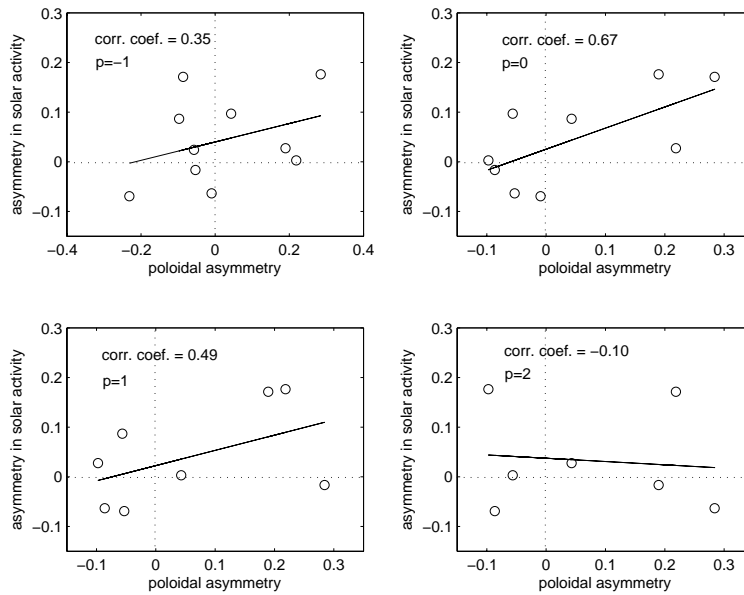 asymmetry in solar activity
0.3
0.2
0.1
0
−0.1
corr. coef. = 0.35
p=−1
−0.4
−0.2
0
0.2
0.4
poloidal asymmetry
asymmetry in solar activity
0.3
0.2
0.1
0
−0.1
corr. coef. = 0.67
p=0
−0.1
0
0.1
0.2
0.3
poloidal asymmetry
asymmetry in solar activity
0.3
0.2
0.1
0
−0.1
corr. coef. = 0.49
p=1
−0.1
0
0.1
0.2
0.3
poloidal asymmetry
asymmetry in solar activity
0.3
0.2
0.1
0
−0.1
corr. coef. = −0.10
p=2
−0.1
0
0.1
0.2
0.3
poloidal asymmetry